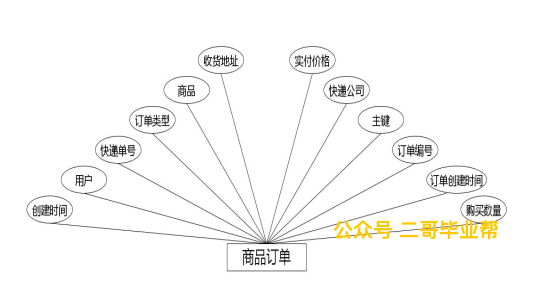 收货地址
实付价格
商品
快递公司
订单类型
主键
快递单号
订单编号
用户
订单创建时间
创建时间
购买数量
公众号 二哥毕业帮
商品订单